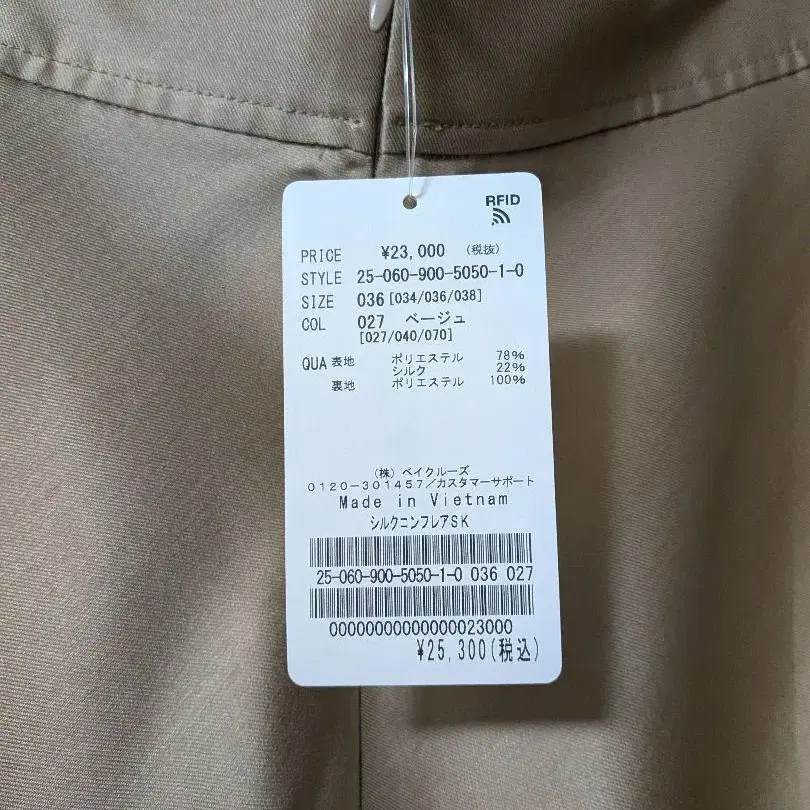 RFID
PRICE ¥23,000 (税抜)
STYLE 25-060-900-5050-1-0
SIZE 036 [034/036/038]
COL 027 ベージュ
[027/040/070]
QUA 表地 ポリエステル 78%
シルク 22%
裏地 ポリエステル 100%
(株) ベイクルーズ
0120-301457/カスタマーサポート
Made in Vietnam
シルクコンフレアSK
25-060-900-5050-1-0 036 027
00000000000000023000
¥25,300(税込)